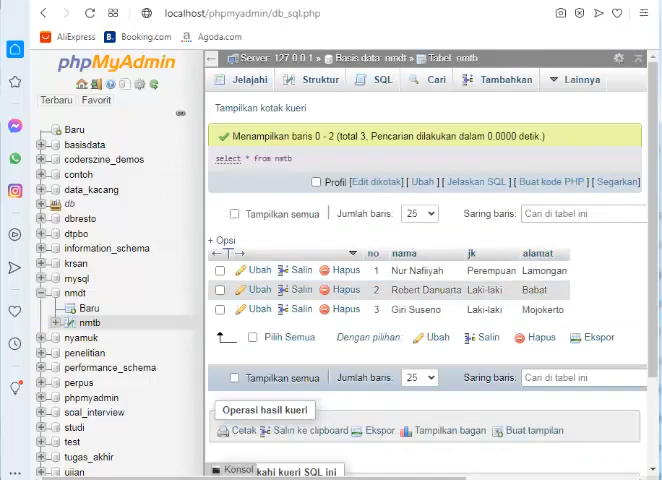 localhost/phpmyadmin/db_sql.php
AliExpress B. Booking.com a Agoda.com
phpMyAdmin
Terbaru Favorit
Baru
basisdata
coderszine_demos
contoh
data_kacang
db
dbresto
dtpbo
information_schema
krsan
mysql
nmdt
Baru
nmtb
nyamuk
penelitian
performance_schema
perpus
phpmyadmin
soal_interview
studi
test
tugas_akhir
ujian
Server: 127.0.0.1 » Basis data: nmdt » Tabel: nmtb
Jelajahi Struktur SQL Cari Tambahkan Lainnya
Tampilkan kotak kueri
Menampilkan baris 0 - 2 (total 3, Pencarian dilakukan dalam 0,0000 detik.)
select * from nmtb
Profil [Edit dikotak] [ Ubah ] [ Jelaskan SQL ] [ Buat kode PHP ] [ Segarkan]
Tampilkan semua Jumlah baris: 25 Saring baris: Cari di tabel ini
+ Opsi
←T→ no nama jk alamat
Ubah Salin Hapus 1 Nur Nafiiyah Perempuan Lamongan
Ubah Salin Hapus 2 Robert Danuarta Laki-laki Babat
Ubah Salin Hapus 3 Giri Suseno Laki-laki Mojokerto
Pilih Semua Dengan pilihan: Ubah Salin Hapus Ekspor
Tampilkan semua Jumlah baris: 25 Saring baris: Cari di tabel ini
Operasi hasil kueri
Cetak Salin ke clipboard Ekspor Tampilkan bagan Buat tampilan
Konsol kahi kueri SQL ini